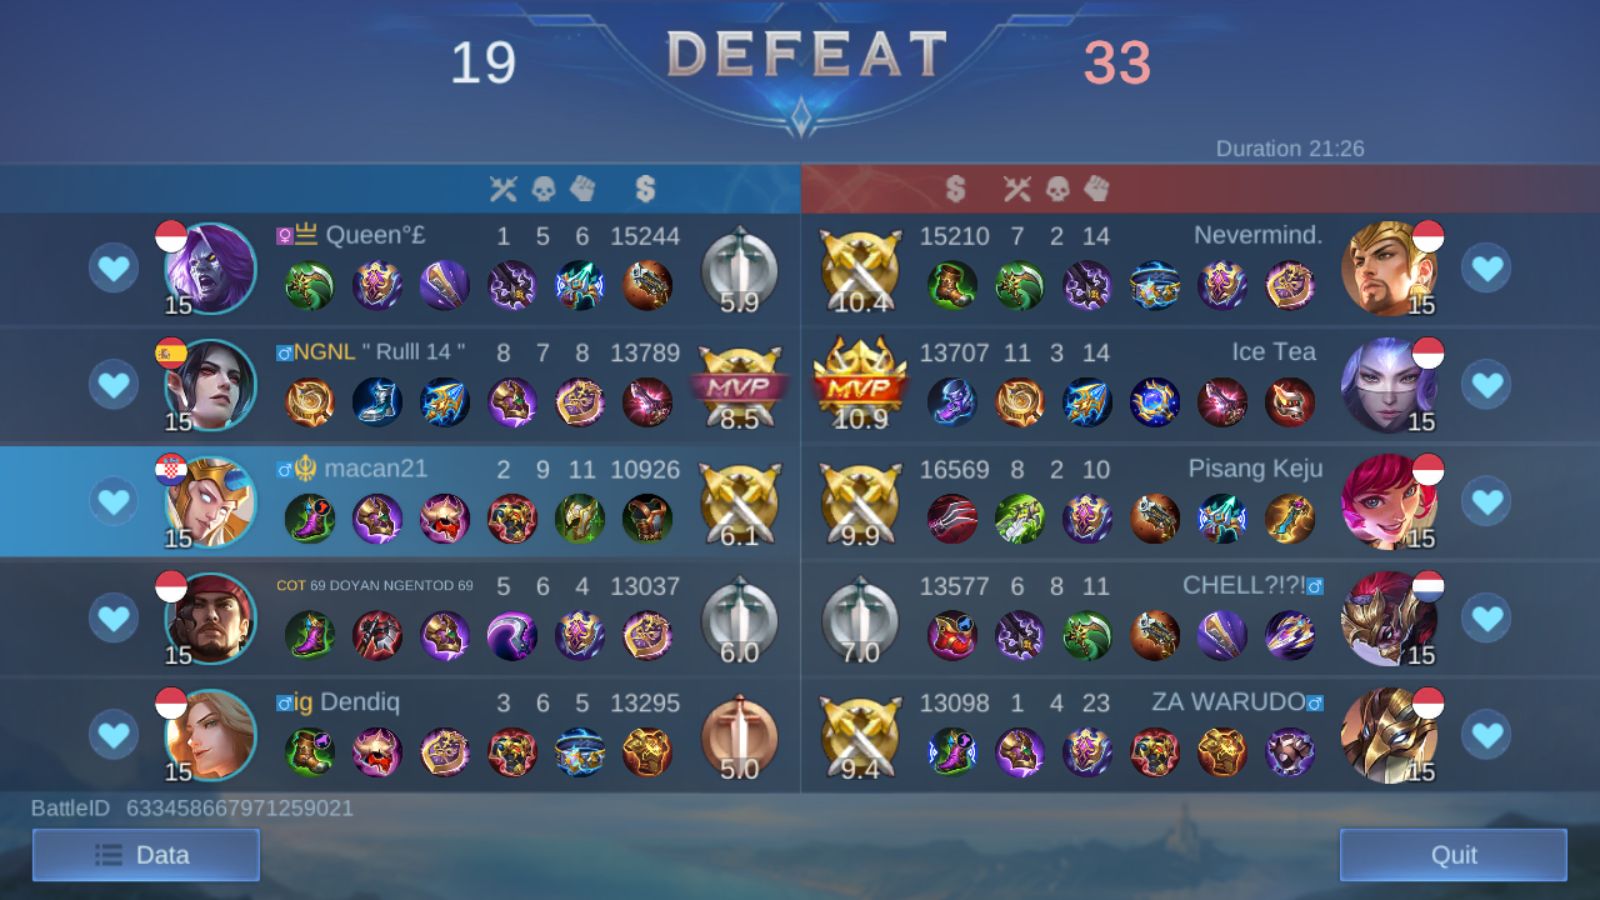 19 DEFEAT 33
Duration 21:26
Queen°£ 1 5 6 15244 5.9 15
10.4 15210 7 2 14 Nevermind. 15
NGNL " Rulll 14 " 8 7 8 13789 MVP 8.5 15
MVP 10.9 13707 11 3 14 Ice Tea 15
macan21 2 9 11 10926 6.1 15
9.9 16569 8 2 10 Pisang Keju 15
COT 69 DOYAN NGENTOD 69 5 6 4 13037 6.0 15
7.0 13577 6 8 11 CHELL?!?! 15
ig Dendiq 3 6 5 13295 5.0 15
9.4 13098 1 4 23 ZA WARUDO 15
BattleID 633458667971259021
Data
Quit